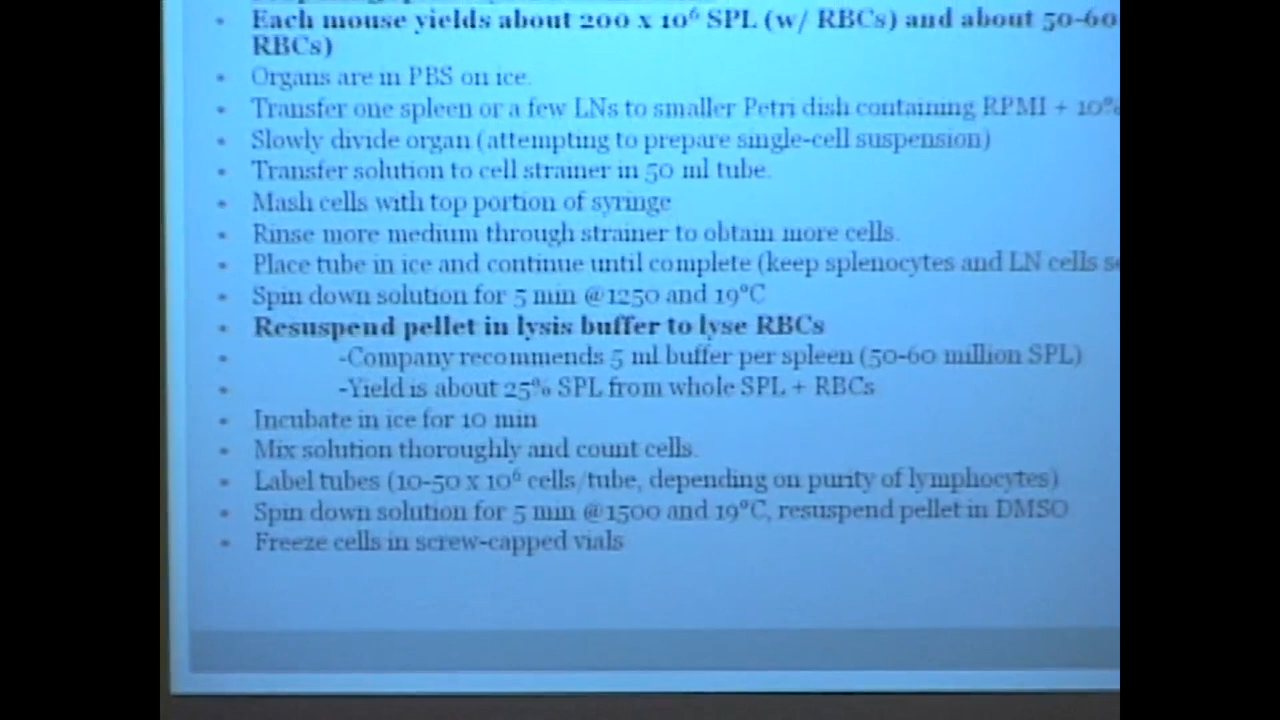 • Each mouse yields about 200 x 10⁶ SPL (w/ RBCs) and about 50-60
RBCs)
• Organs are in PBS on ice.
• Transfer one spleen or a few LNs to smaller Petri dish containing RPMI + 10%
• Slowly divide organ (attempting to prepare single-cell suspension)
• Transfer solution to cell strainer in 50 ml tube.
• Mash cells with top portion of syringe
• Rinse more medium through strainer to obtain more cells.
• Place tube in ice and continue until complete (keep splenocytes and LN cells
• Spin down solution for 5 min @1250 and 19°C
• Resuspend pellet in lysis buffer to lyse RBCs
• -Company recommends 5 ml buffer per spleen (50-60 million SPL)
• -Yield is about 25% SPL from whole SPL + RBCs
• Incubate in ice for 10 min
• Mix solution thoroughly and count cells.
• Label tubes (10-50 x 10⁶ cells/tube, depending on purity of lymphocytes)
• Spin down solution for 5 min @1500 and 19°C, resuspend pellet in DMSO
• Freeze cells in screw-capped vials